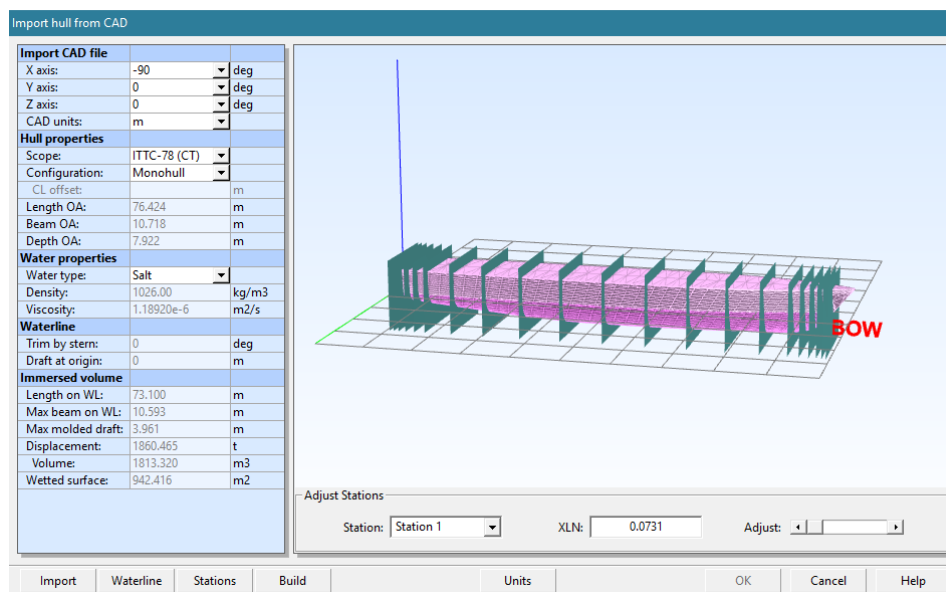 Import hull from CAD
Import CAD file
X axis: -90 deg
Y axis: 0 deg
Z axis: 0 deg
CAD units: m
Hull properties
Scope: ITTC-78 (CT)
Configuration: Monohull
CL offset: m
Length OA: 76.424 m
Beam OA: 10.718 m
Depth OA: 7.922 m
Water properties
Water type: Salt
Density: 1026.00 kg/m3
Viscosity: 1.18920e-6 m2/s
Waterline
Trim by stern: 0 deg
Draft at origin: 0 m
Immersed volume
Length on WL: 73.100 m
Max beam on WL: 10.593 m
Max molded draft: 3.961 m
Displacement: 1860.465 t
Volume: 1813.320 m3
Wetted surface: 942.416 m2
BOW
Adjust Stations
Station: Station 1 XLN: 0.0731 Adjust:
Import Waterline Stations Build Units OK Cancel Help